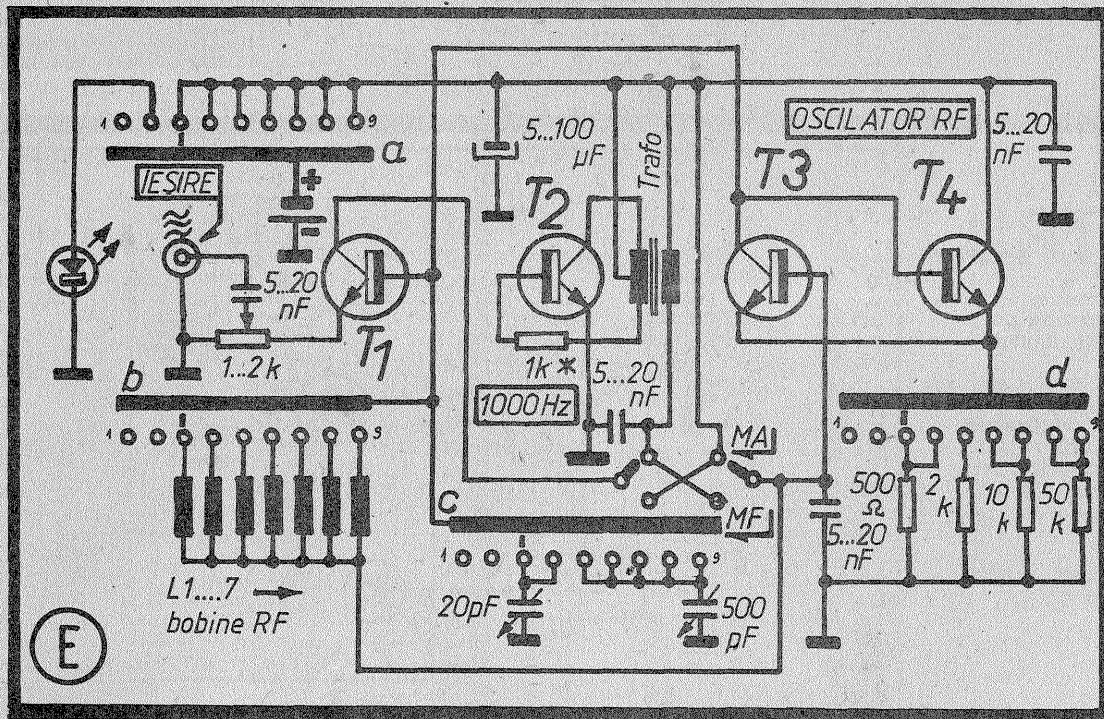 1 9
a
5...100
µF
OSCILATOR RF
5...20
nF
IEȘIRE
+
-
T2
Trafo
T3
T4
5...20
nF
T1
1...2 k
1k *
5...20
nF
1000 Hz
b
1 9
MA
d
1 9
c
MF
500
Ω
2
k
10
k
50
k
5...20
nF
1 9
L1....7
bobine RF
20pF
500
pF
E